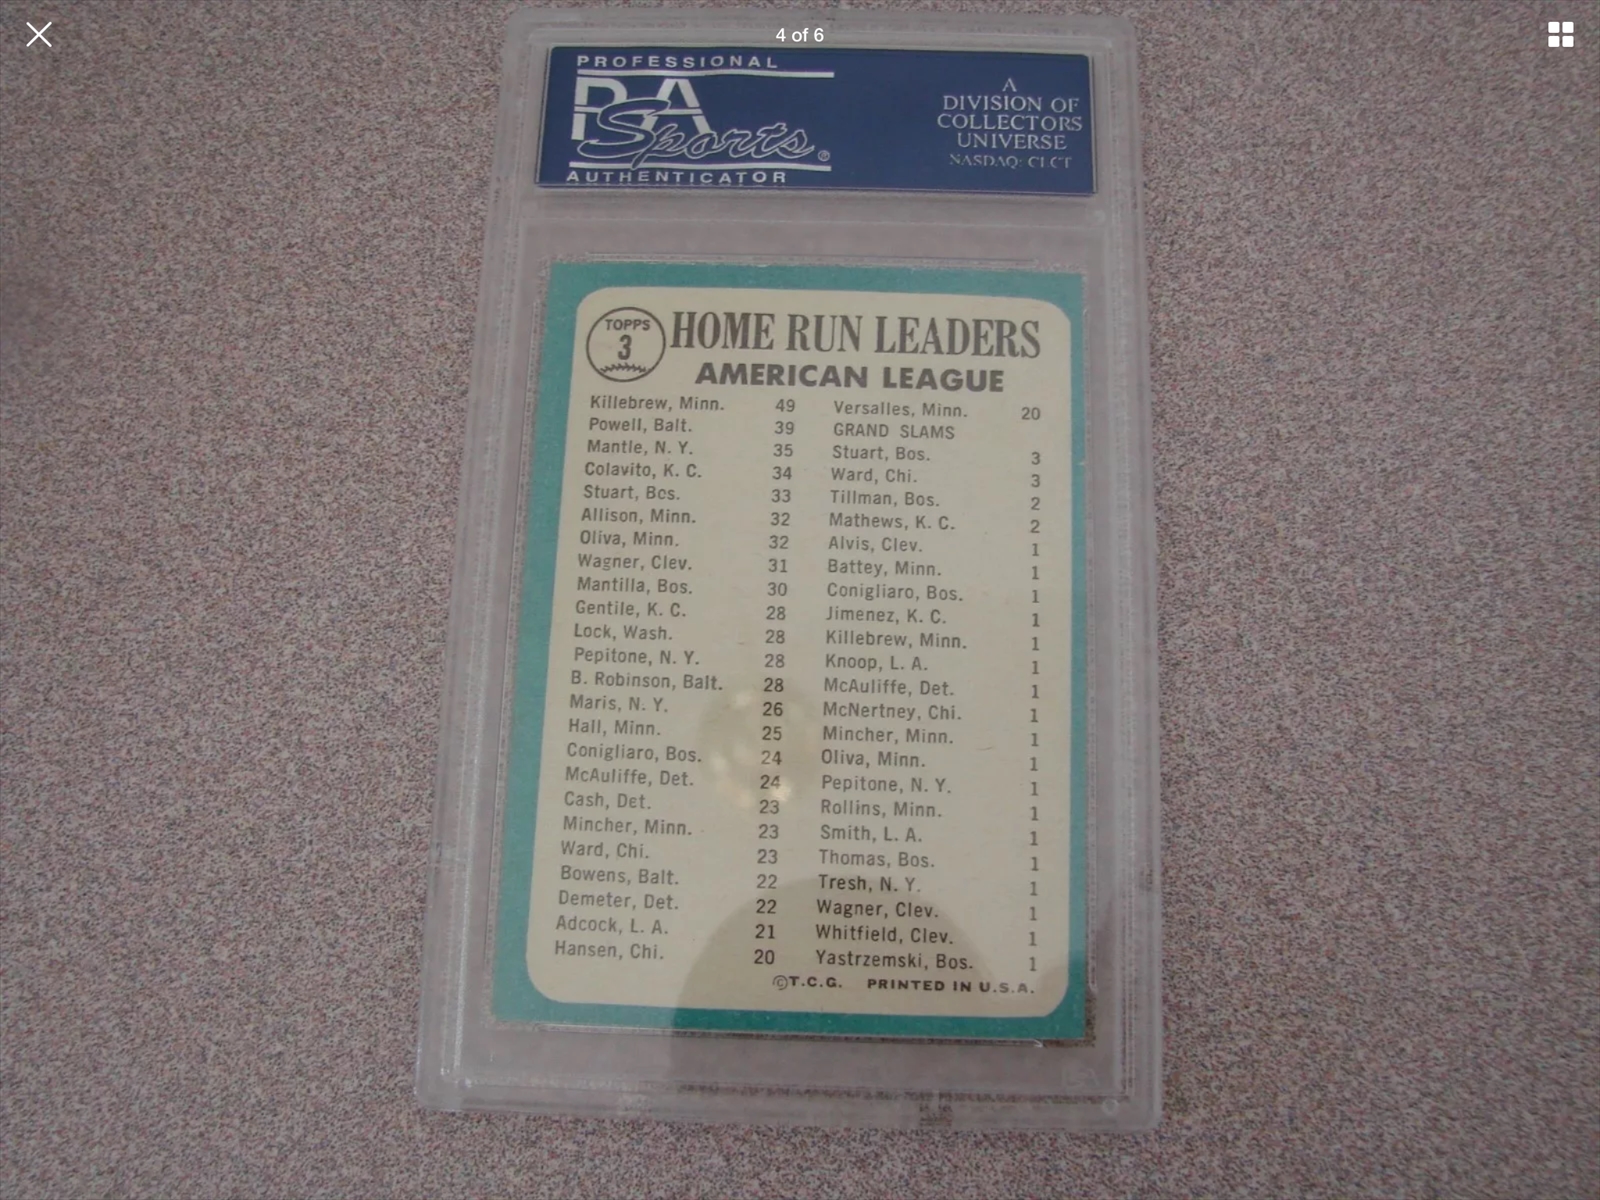 4 of 6
PROFESSIONAL
PSA
Sports®
AUTHENTICATOR
A
DIVISION OF
COLLECTORS
UNIVERSE
NASDAQ: CLCT
TOPPS
3
HOME RUN LEADERS
AMERICAN LEAGUE
Killebrew, Minn. 49
Powell, Balt. 39
Mantle, N. Y. 35
Colavito, K. C. 34
Stuart, Bos. 33
Allison, Minn. 32
Oliva, Minn. 32
Wagner, Clev. 31
Mantilla, Bos. 30
Gentile, K. C. 28
Lock, Wash. 28
Pepitone, N. Y. 28
B. Robinson, Balt. 28
Maris, N. Y. 26
Hall, Minn. 25
Conigliaro, Bos. 24
McAuliffe, Det. 24
Cash, Det. 23
Mincher, Minn. 23
Ward, Chi. 23
Bowens, Balt. 22
Demeter, Det. 22
Adcock, L. A. 21
Hansen, Chi. 20
Versalles, Minn. 20
GRAND SLAMS
Stuart, Bos. 3
Ward, Chi. 3
Tillman, Bos. 2
Mathews, K. C. 2
Alvis, Clev. 1
Battey, Minn. 1
Conigliaro, Bos. 1
Jimenez, K. C. 1
Killebrew, Minn. 1
Knoop, L. A. 1
McAuliffe, Det. 1
McNertney, Chi. 1
Mincher, Minn. 1
Oliva, Minn. 1
Pepitone, N. Y. 1
Rollins, Minn. 1
Smith, L. A. 1
Thomas, Bos. 1
Tresh, N. Y. 1
Wagner, Clev. 1
Whitfield, Clev. 1
Yastrzemski, Bos. 1
©T.C.G. PRINTED IN U.S.A.